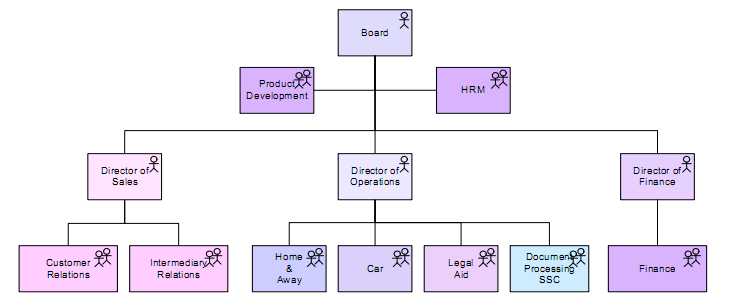 Board
Product
Development
HRM
Director of
Sales
Director of
Operations
Director of
Finance
Customer
Relations
Intermediary
Relations
Home
&
Away
Car
Legal
Aid
Document
Processing
SSC
Finance